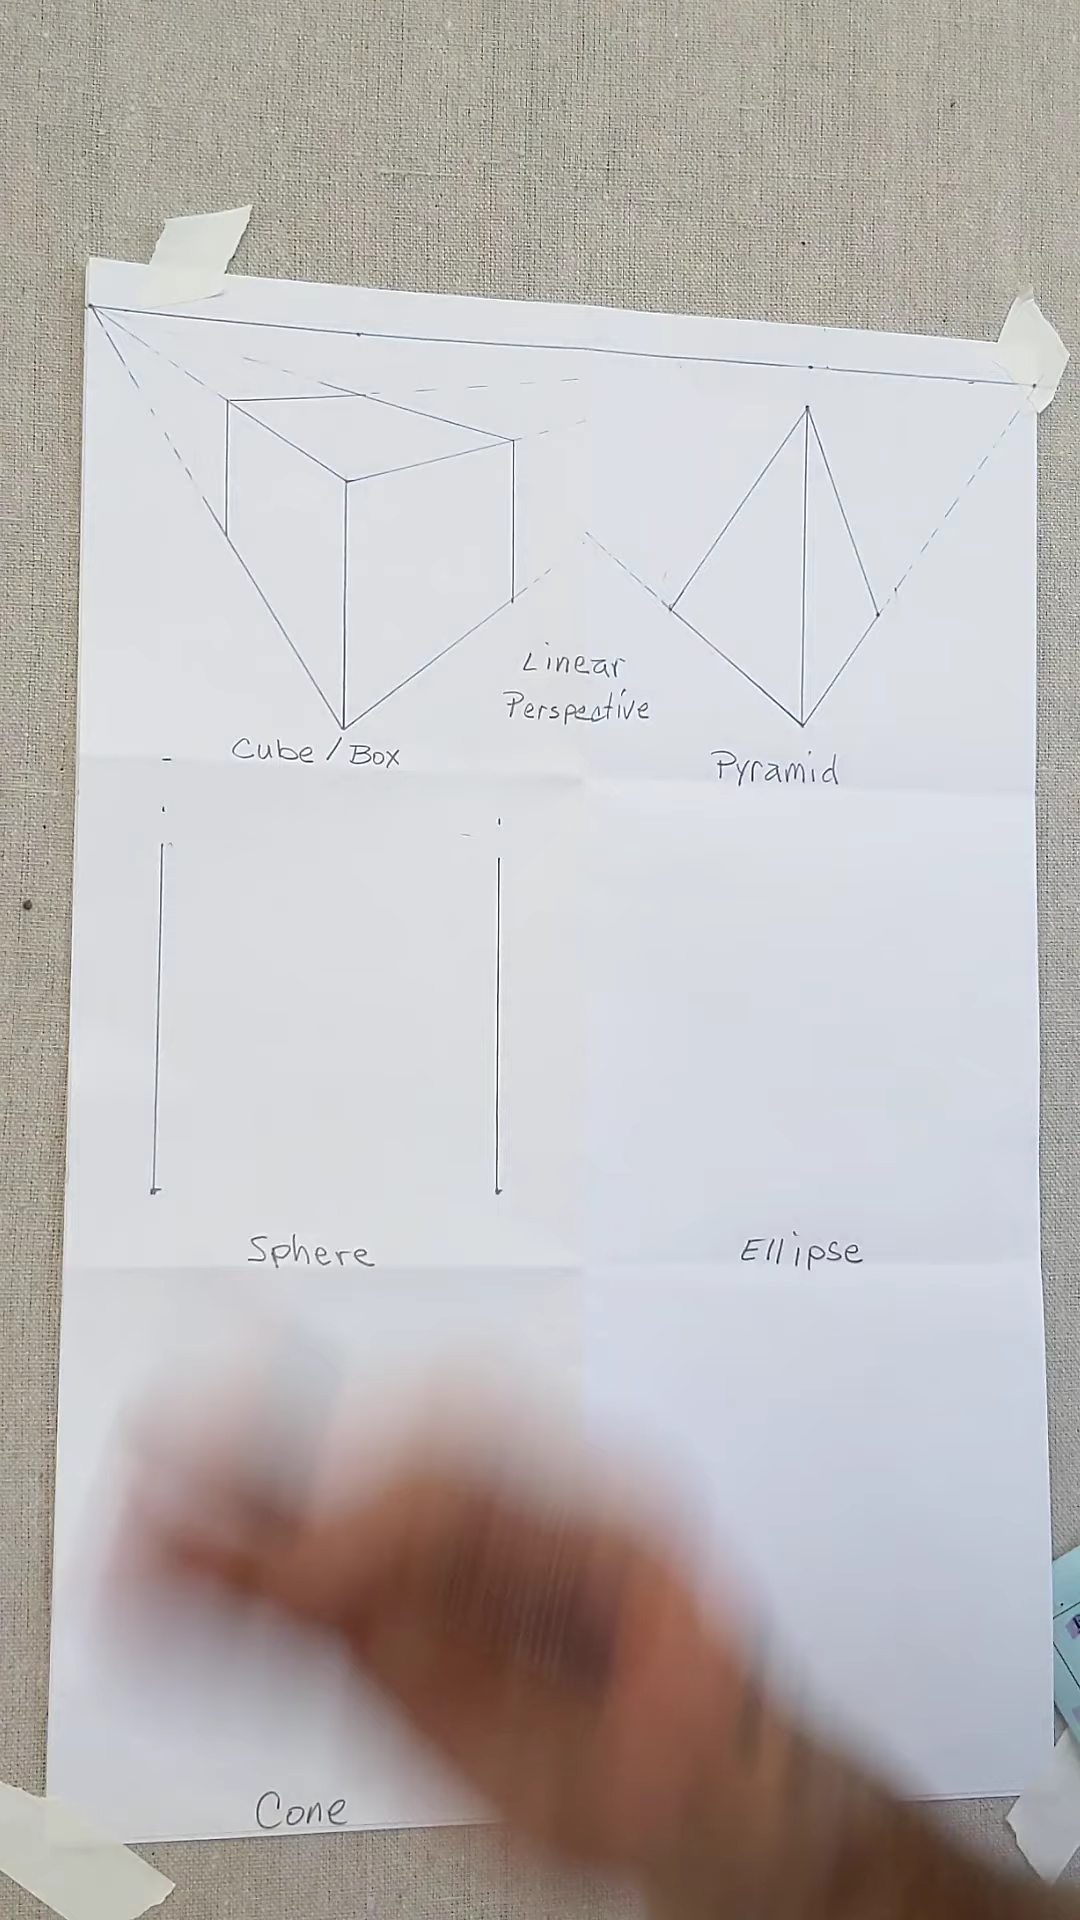 Linear
Perspective
Cube / Box
Pyramid
Sphere
Ellipse
Cone